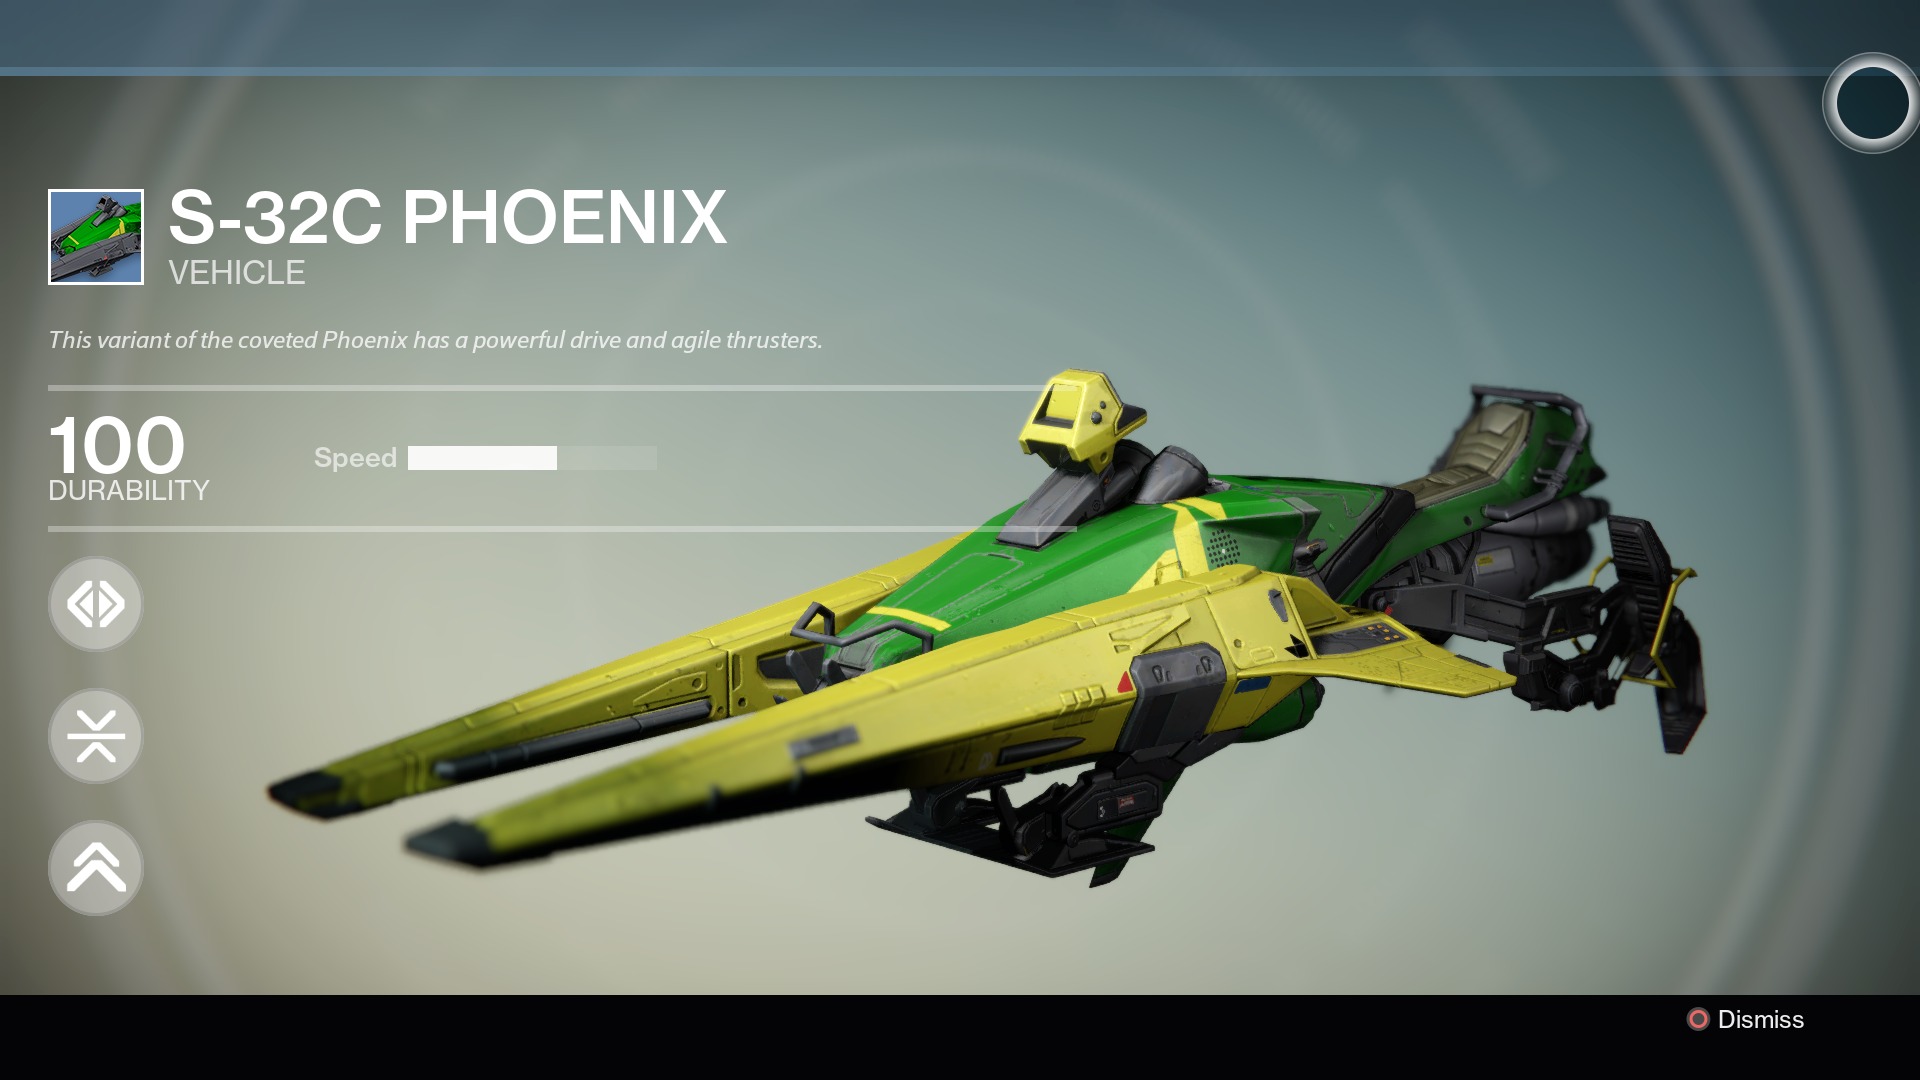 S-32C PHOENIX
VEHICLE
This variant of the coveted Phoenix has a powerful drive and agile thrusters.
100
DURABILITY
Speed
Dismiss